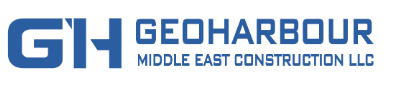 GH GEOHARBOUR
MIDDLE EAST CONSTRUCTION LLC